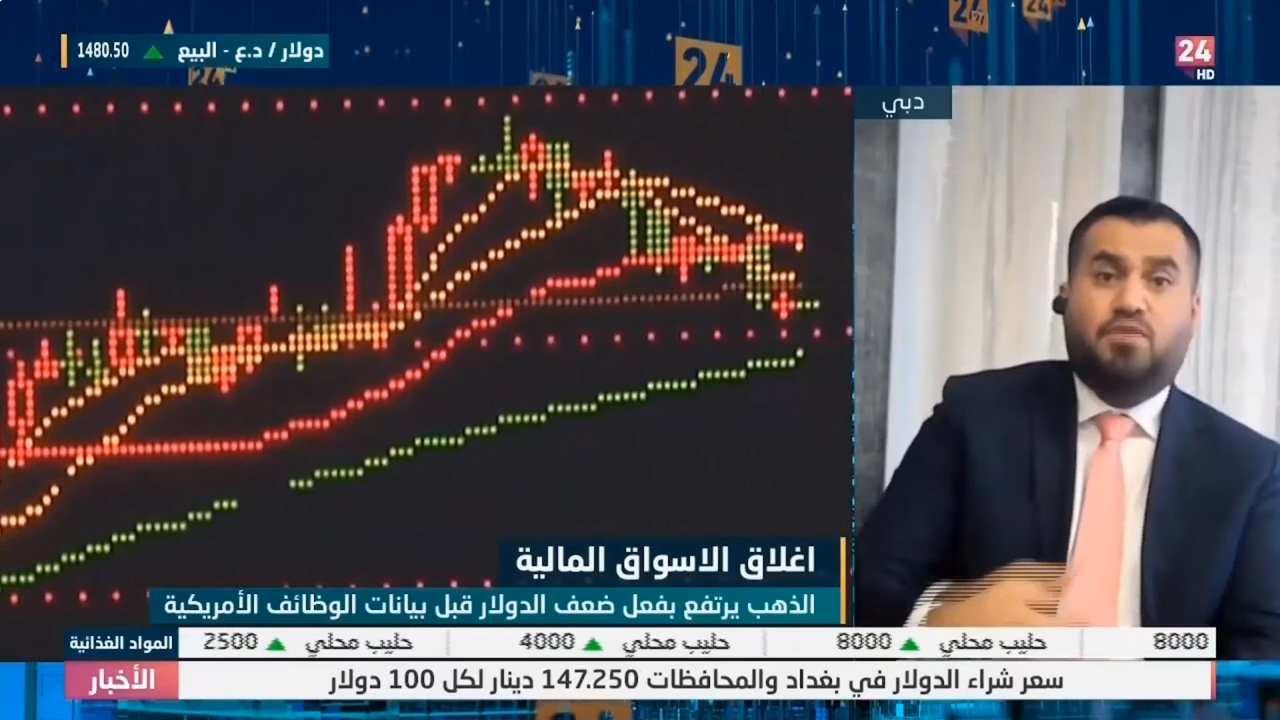 دولار / د.ع - البيع 1480.50
24
24
HD
دبي
اغلاق الاسواق المالية
الذهب يرتفع بفعل ضعف الدولار قبل بيانات الوظائف الأمريكية
المواد الغذائية
8000 حليب محلي 8000 حليب محلي 4000 حليب محلي 2500
الأخبار
سعر شراء الدولار في بغداد والمحافظات 147.250 دينار لكل 100 دولار